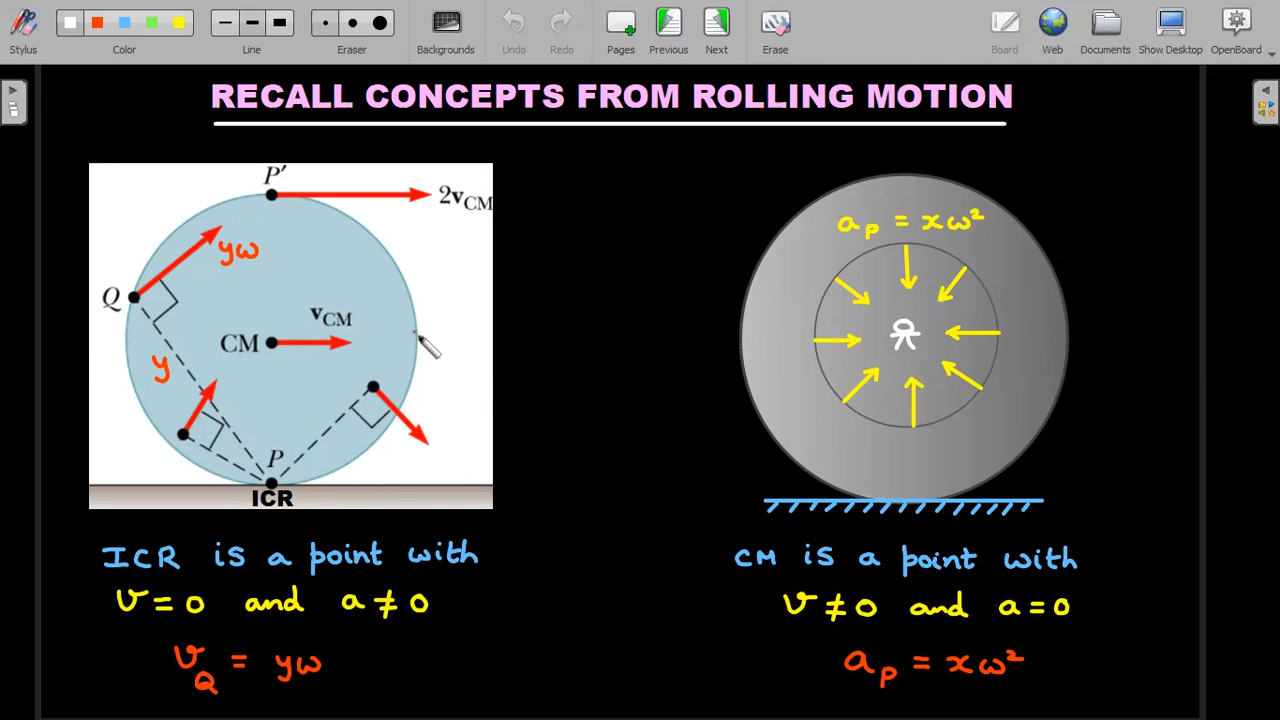 Stylus
Color
Line
Eraser
Backgrounds
Undo
Redo
Pages
Previous
Next
Erase
Board
Web
Documents
Show Desktop
OpenBoard
RECALL CONCEPTS FROM ROLLING MOTION
P′
2vCM
yω
Q
vCM
CM
y
P
ICR
ICR is a point with
v = 0 and a ≠ 0
vQ = yω
aP = xω²
CM is a point with
v ≠ 0 and a = 0
aP = xω²